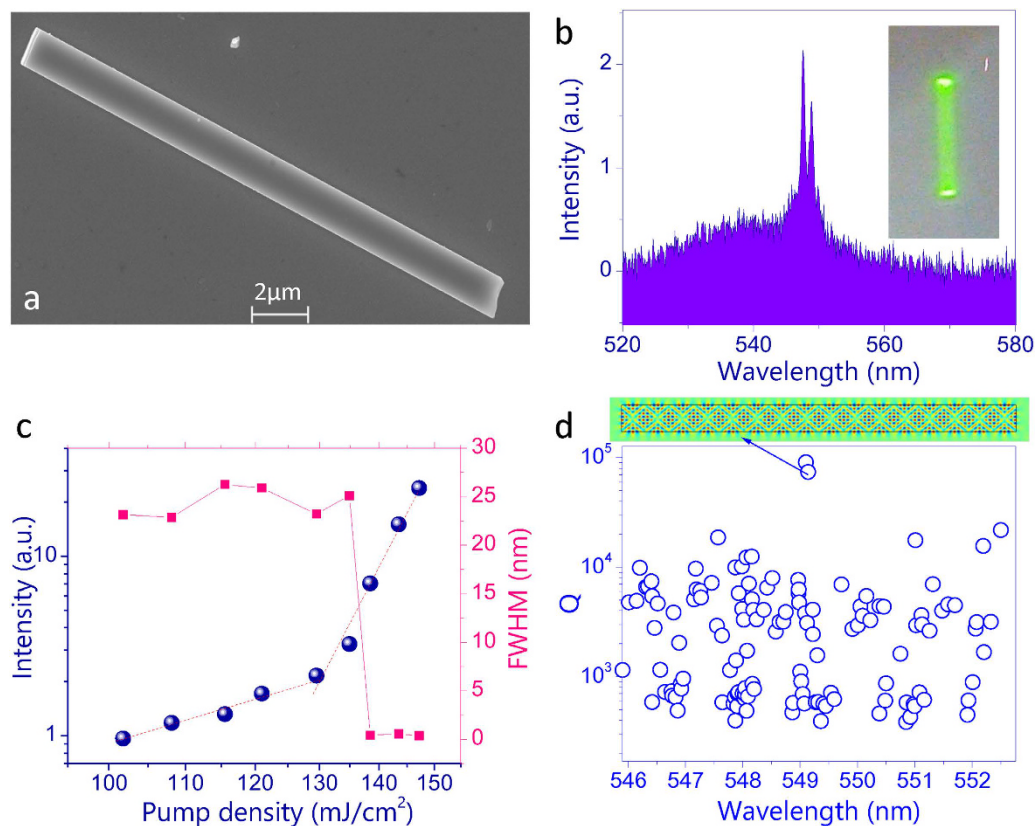 a
2μm
b
Intensity (a.u.)
2
1
0
520
540
560
580
Wavelength (nm)
c
Intensity (a.u.)
10
1
30
25
20
15
10
5
0
FWHM (nm)
100
110
120
130
140
150
Pump density (mJ/cm²)
d
Q
10⁵
10⁴
10³
546
547
548
549
550
551
552
Wavelength (nm)